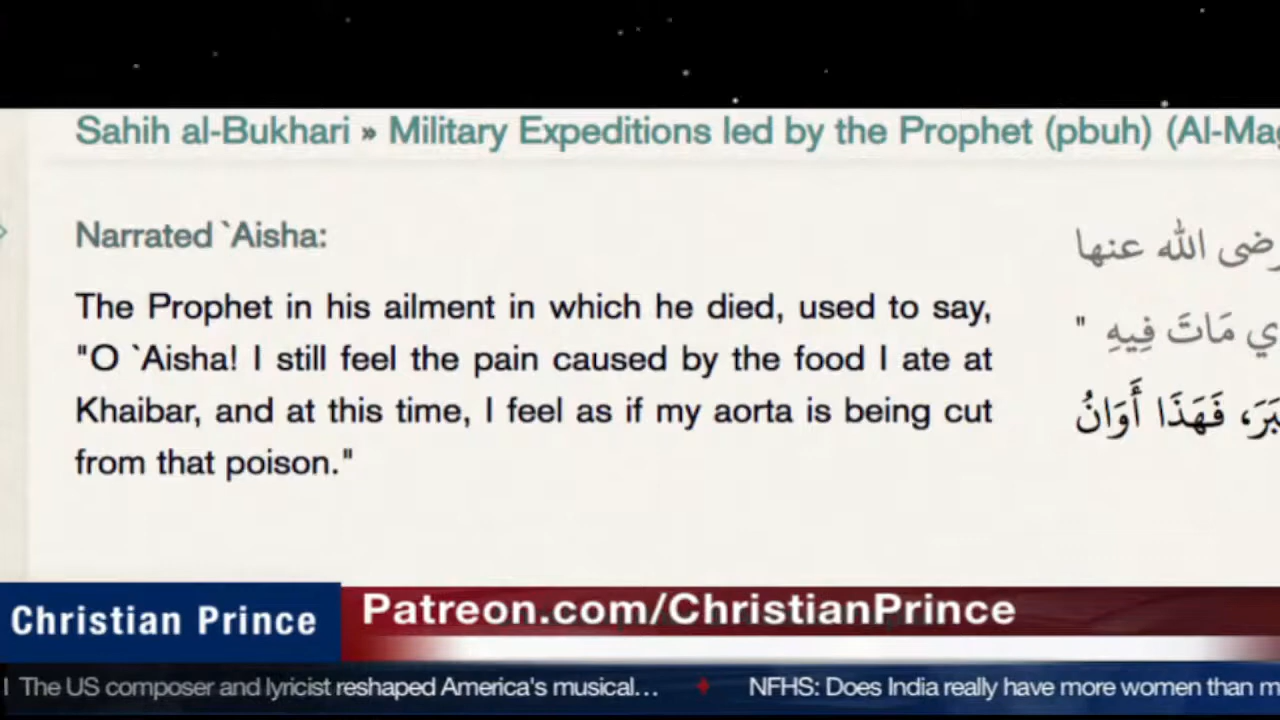 Sahih al-Bukhari » Military Expeditions led by the Prophet (pbuh) (Al-Mag
Narrated `Aisha:
The Prophet in his ailment in which he died, used to say,
"O `Aisha! I still feel the pain caused by the food I ate at
Khaibar, and at this time, I feel as if my aorta is being cut
from that poison."
رضى الله عنها
مَاتَ فِيهِ "
فَهَذَا أَوَانُ
Christian Prince
Patreon.com/ChristianPrince
The US composer and lyricist reshaped America's musical... NFHS: Does India really have more women than m